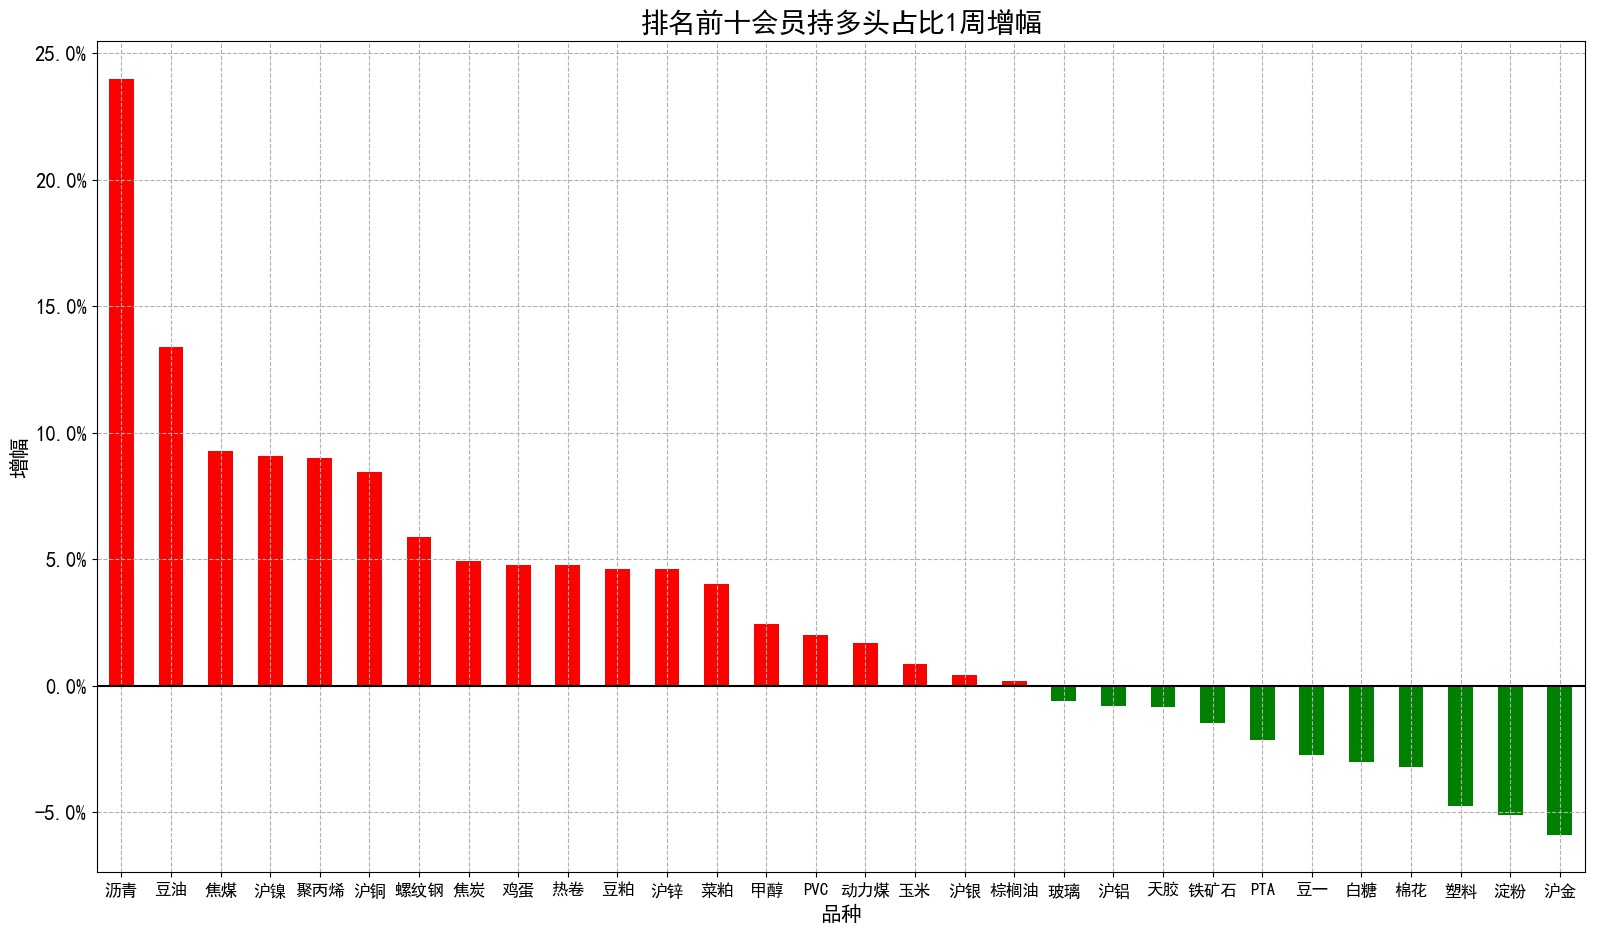 排名前十会员持多头占比1周增幅
25.0%
20.0%
15.0%
10.0%
5.0%
0.0%
−5.0%
增幅
沥青 豆油 焦煤 沪镍 聚丙烯 沪铜 螺纹钢 焦炭 鸡蛋 热卷 豆粕 沪锌 菜粕 甲醇 PVC 动力煤 玉米 沪银 棕榈油 玻璃 沪铝 天胶 铁矿石 PTA 豆一 白糖 棉花 塑料 淀粉 沪金
品种